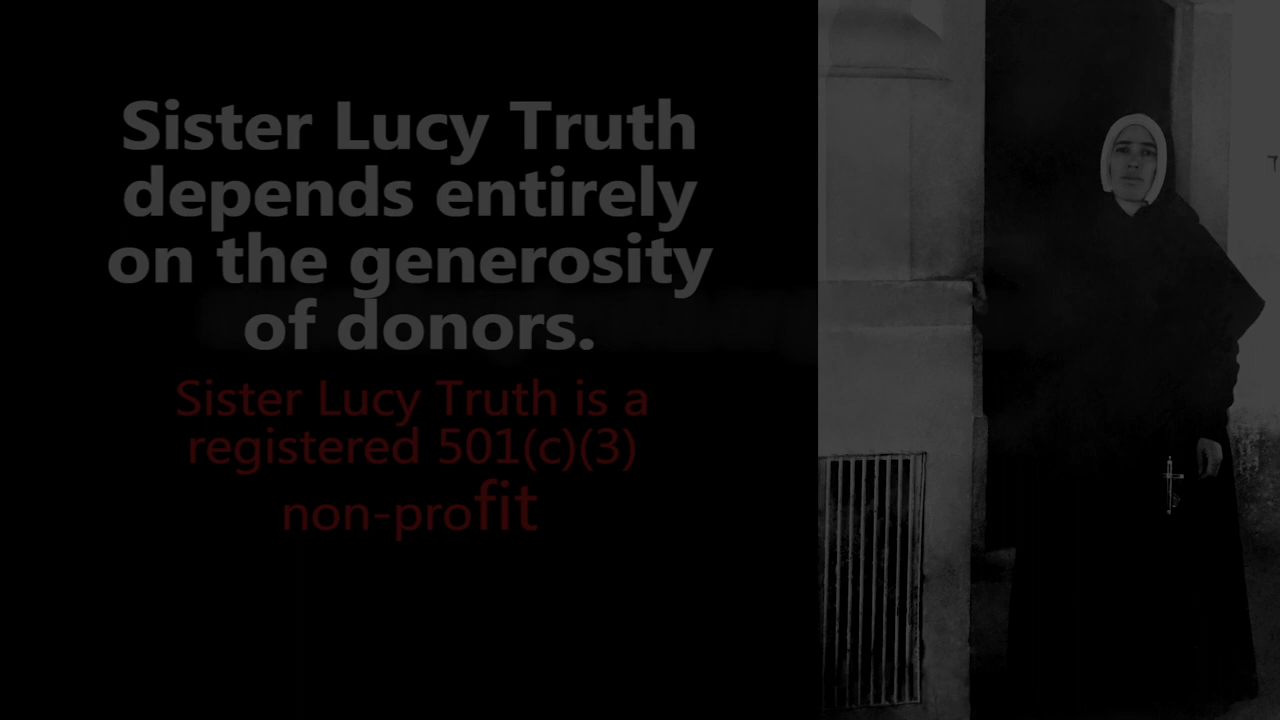 Sister Lucy Truth
depends entirely
on the generosity
of donors.
Sister Lucy Truth is a
registered 501(c)(3)
non-profit